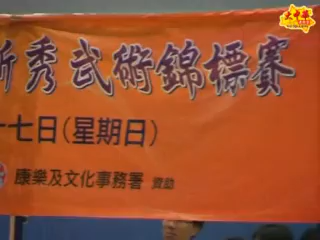 新秀武術錦標賽
十七日(星期日)
康樂及文化事務署 資助